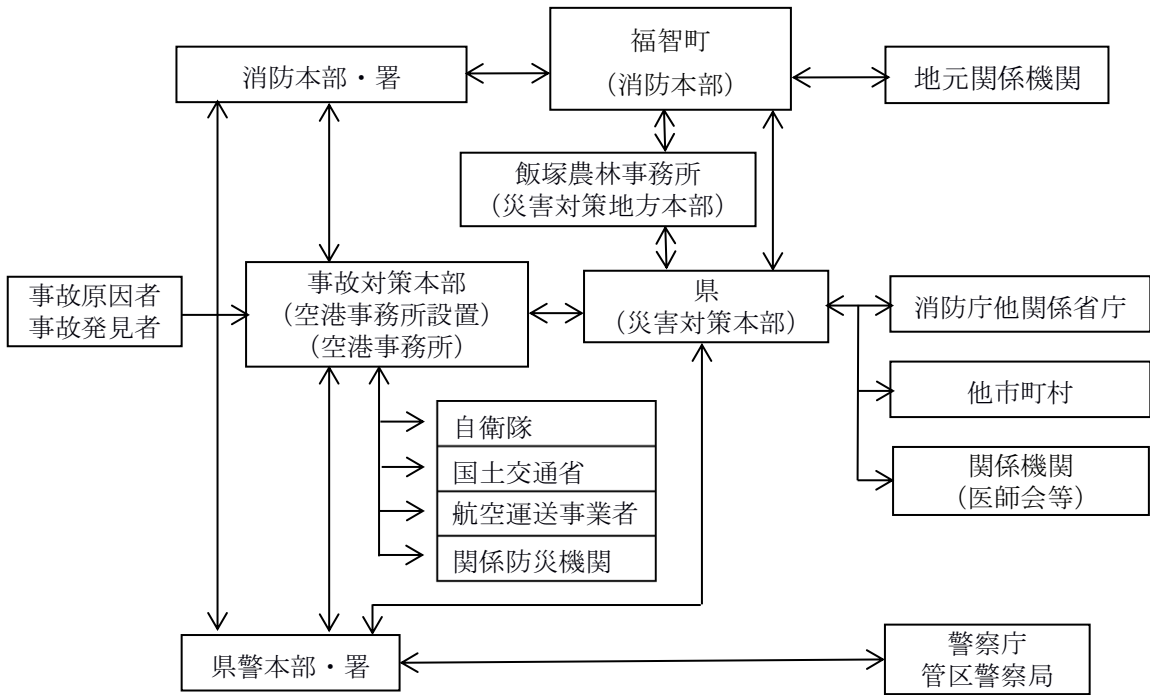 福智町
(消防本部)
消防本部・署
地元関係機関
飯塚農林事務所
(災害対策地方本部)
事故原因者
事故発見者
事故対策本部
(空港事務所設置)
(空港事務所)
県
(災害対策本部)
消防庁他関係省庁
他市町村
関係機関
(医師会等)
自衛隊
国土交通省
航空運送事業者
関係防災機関
県警本部・署
警察庁
管区警察局